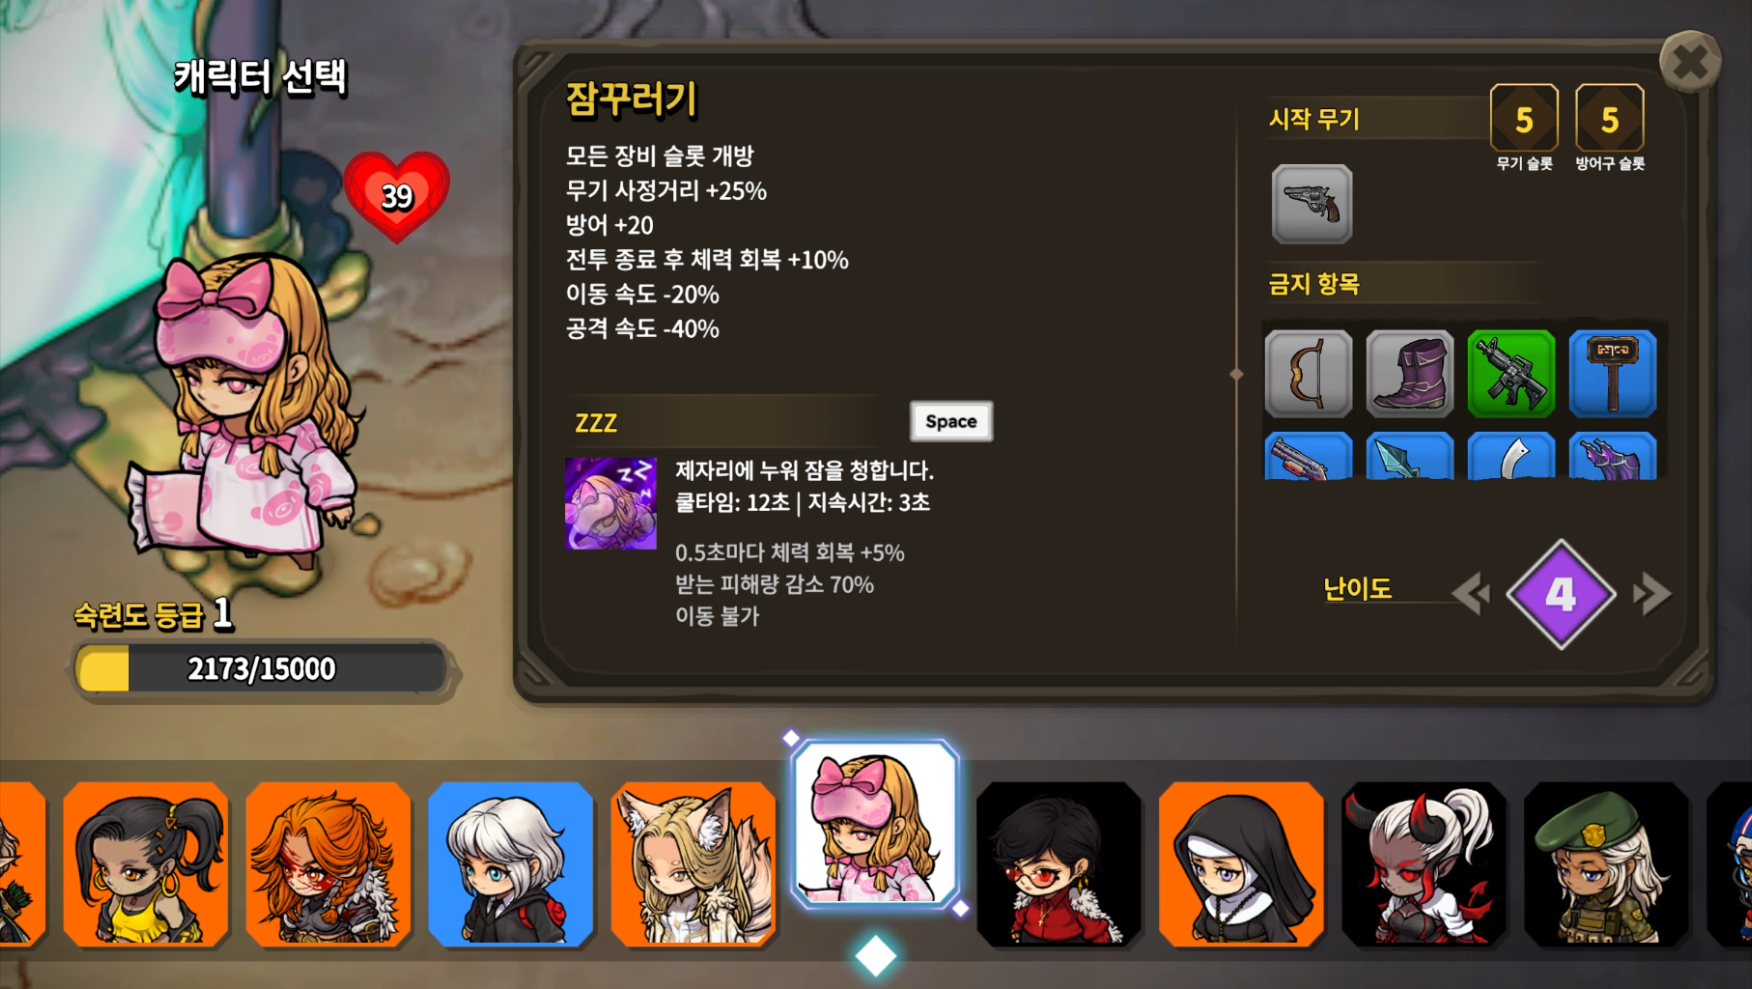 캐릭터 선택
39
숙련도 등급 1
2173/15000
잠꾸러기
모든 장비 슬롯 개방
무기 사정거리 +25%
방어 +20
전투 종료 후 체력 회복 +10%
이동 속도 -20%
공격 속도 -40%
ZZZ
Space
제자리에 누워 잠을 청합니다.
쿨타임: 12초 | 지속시간: 3초
0.5초마다 체력 회복 +5%
받는 피해량 감소 70%
이동 불가
시작 무기
5
무기 슬롯
5
방어구 슬롯
금지 항목
난이도
4